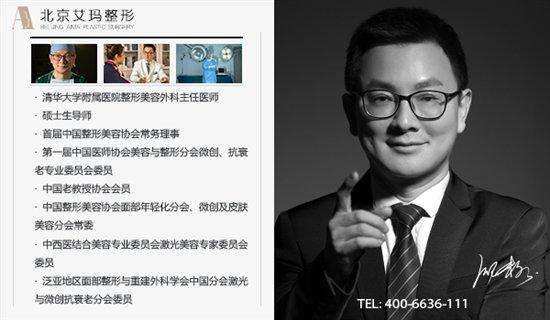 北京艾玛整形
BEI JING AIMA PLASTIC SURGERY
· 清华大学附属医院整形美容外科主任医师
· 硕士生导师
· 首届中国整形美容协会常务理事
· 第一届中国医师协会美容与整形分会微创、抗衰
老专业委员会委员
· 中国老教授协会会员
· 中国整形美容协会面部年轻化分会、微创及皮肤
美容分会常委
· 中西医结合美容专业委员会激光美容专家委员会
委员
· 泛亚地区面部整形与重建外科学会中国分会激光
与微创抗衰老分会委员
TEL: 400-6636-111